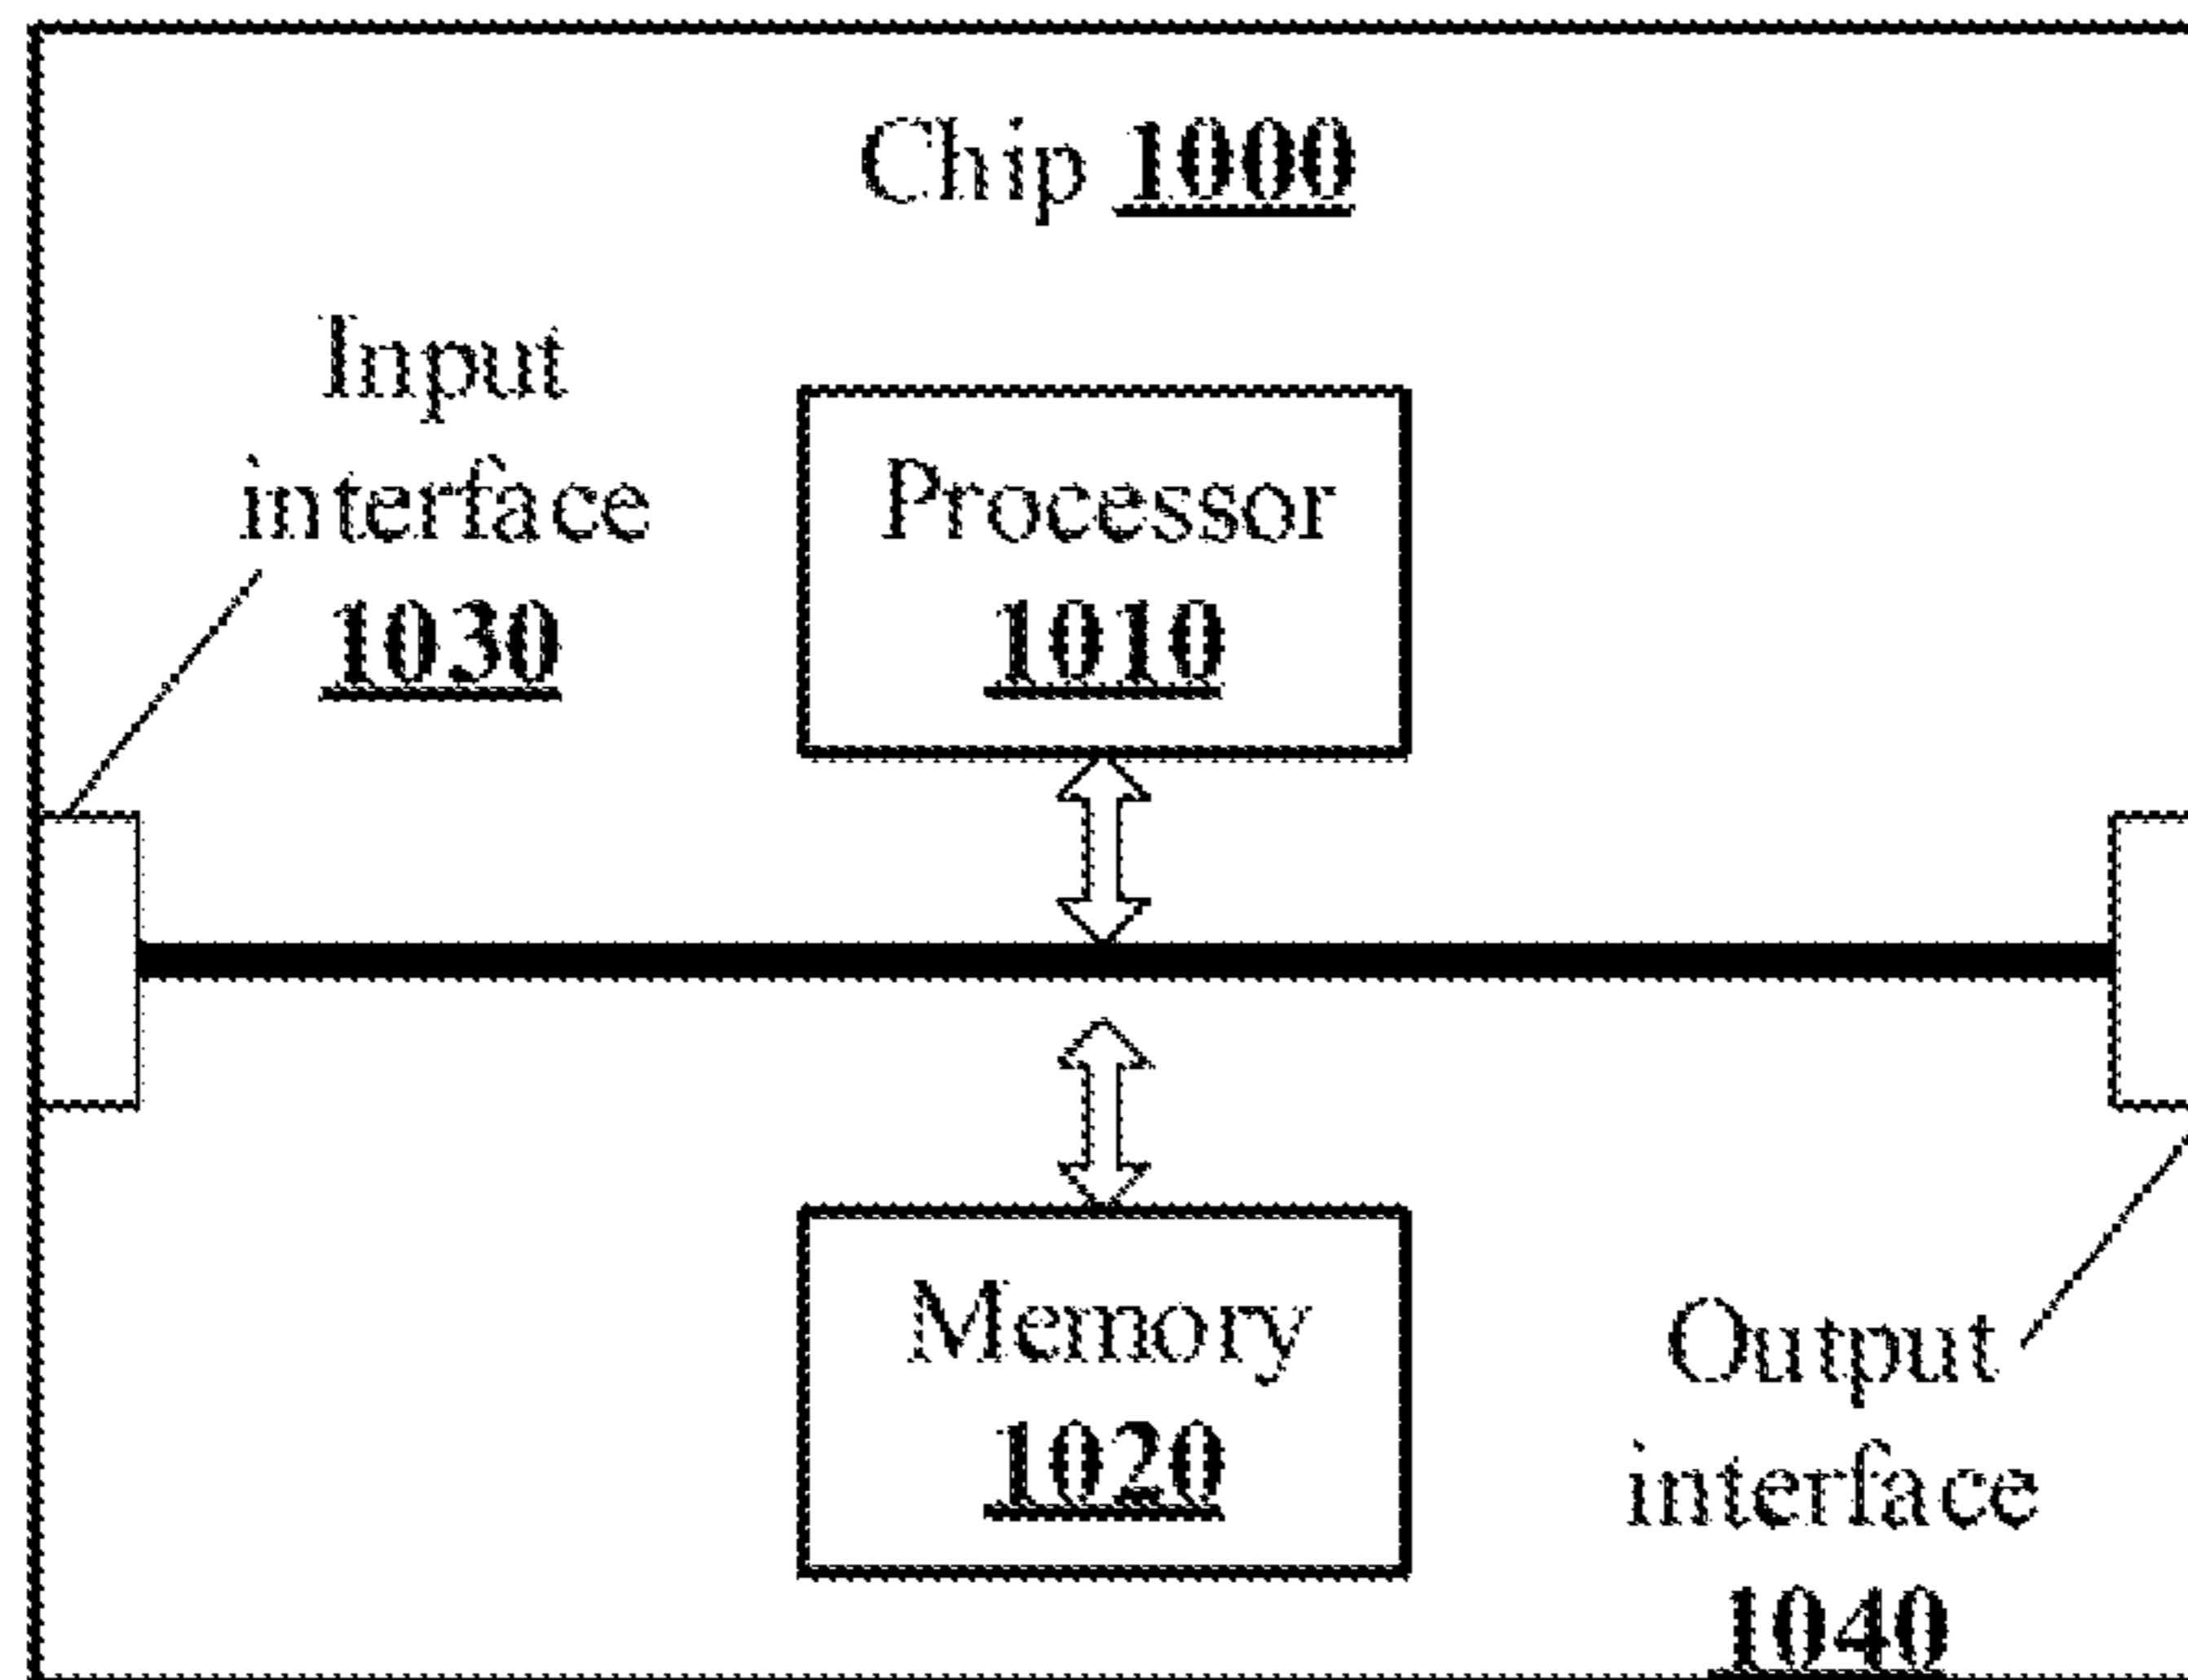 Chip 1000
Input
interface
1030
Processor
1010
Memory
1020
Output
interface
1040